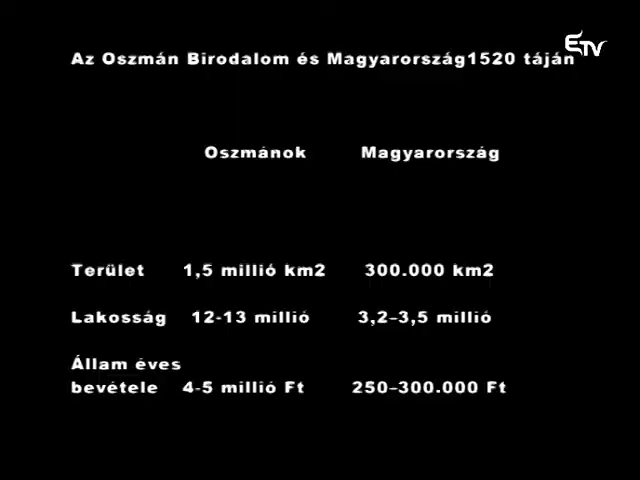 ETV
Az Oszmán Birodalom és Magyarország1520 táján
Oszmánok Magyarország
Terület 1,5 millió km2 300.000 km2
Lakosság 12-13 millió 3,2–3,5 millió
Állam éves
bevétele 4-5 millió Ft 250–300.000 Ft